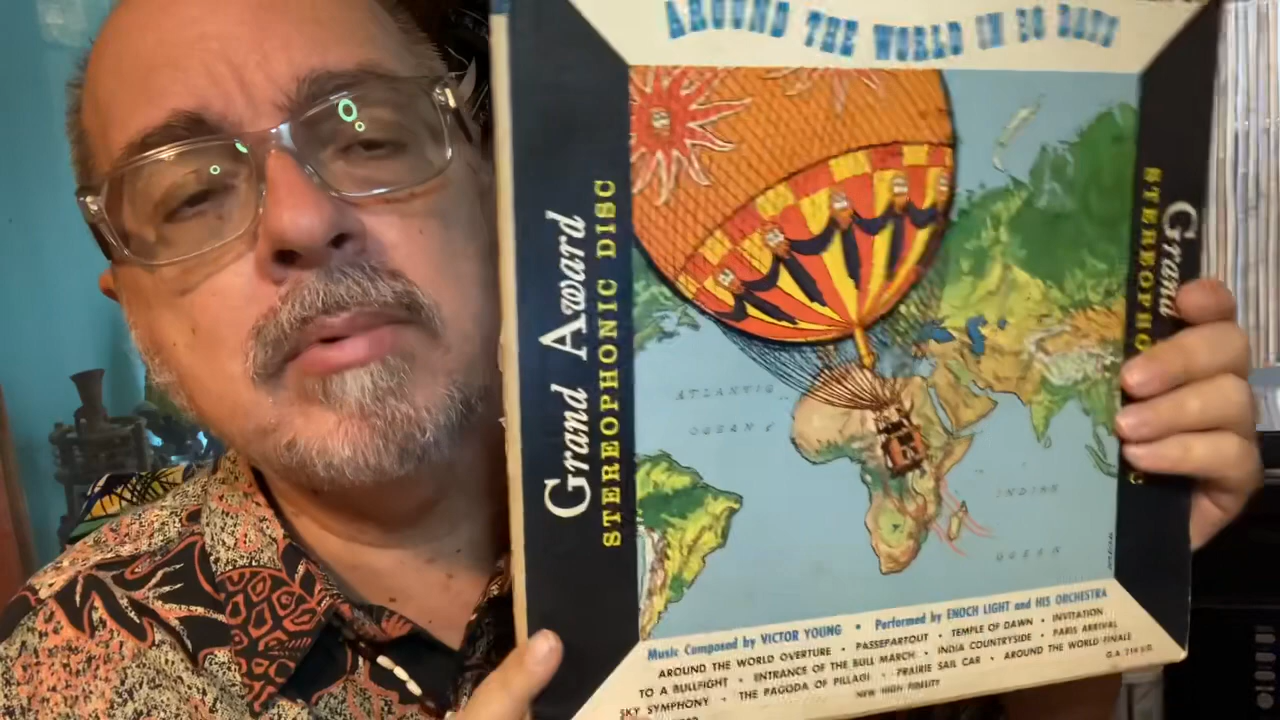 AROUND THE WORLD IN 80 DAYS
Grand Award
STEREOPHONIC DISC
Grand
STEREOPHO
ATLANTIC
OCEAN
INDIAN
OCEAN
Music Composed by VICTOR YOUNG • Performed by ENOCH LIGHT and HIS ORCHESTRA
AROUND THE WORLD OVERTURE • PASSEPARTOUT • TEMPLE OF DAWN • INVITATION
TO A BULLFIGHT • ENTRANCE OF THE BULL MARCH • INDIA COUNTRYSIDE • PARIS ARRIVAL
SKY SYMPHONY • THE PAGODA OF PILLAGI • PRAIRIE SAIL CAR • AROUND THE WORLD FINALE
NEW HIGH FIDELITY